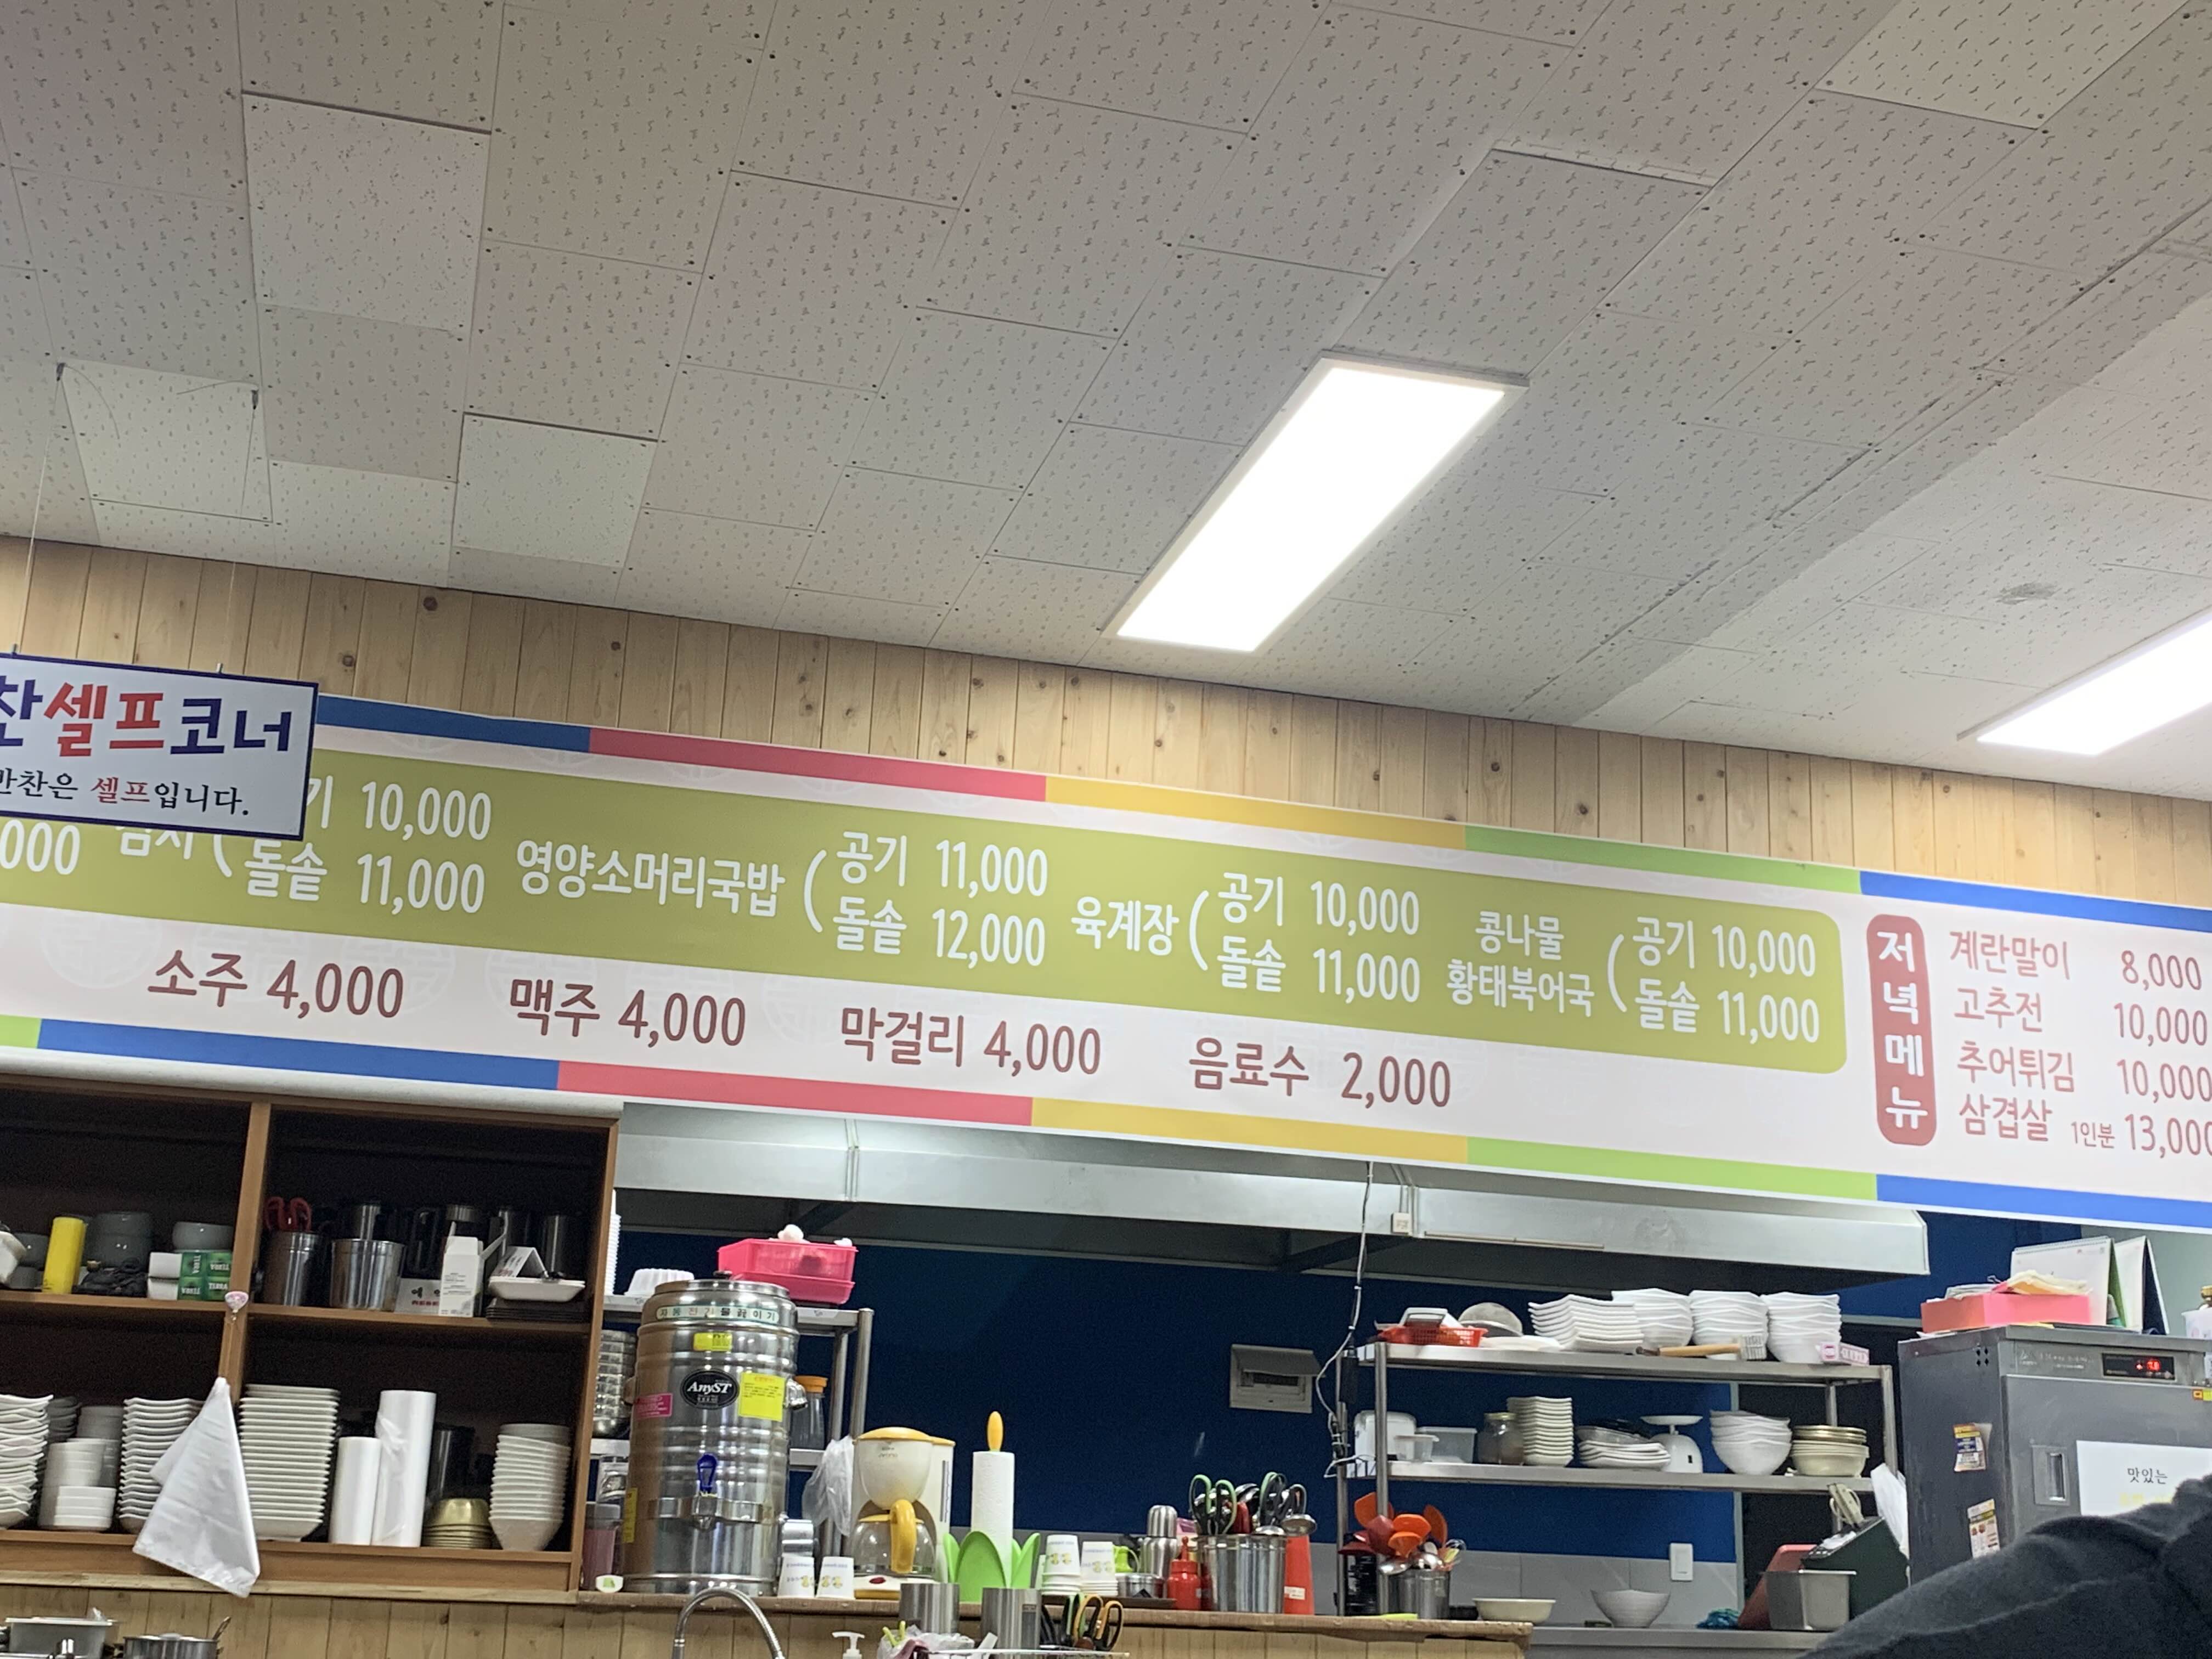 셀프코너
반찬은 셀프입니다.
10,000
돌솥 11,000
영양소머리국밥
공기 11,000
돌솥 12,000
육계장
공기 10,000
돌솥 11,000
콩나물
황태북어국
공기 10,000
돌솥 11,000
소주 4,000
맥주 4,000
막걸리 4,000
음료수 2,000
저녁메뉴
계란말이 8,000
고추전 10,000
추어튀김 10,000
삼겹살 1인분 13,000
AnyST
맛있는